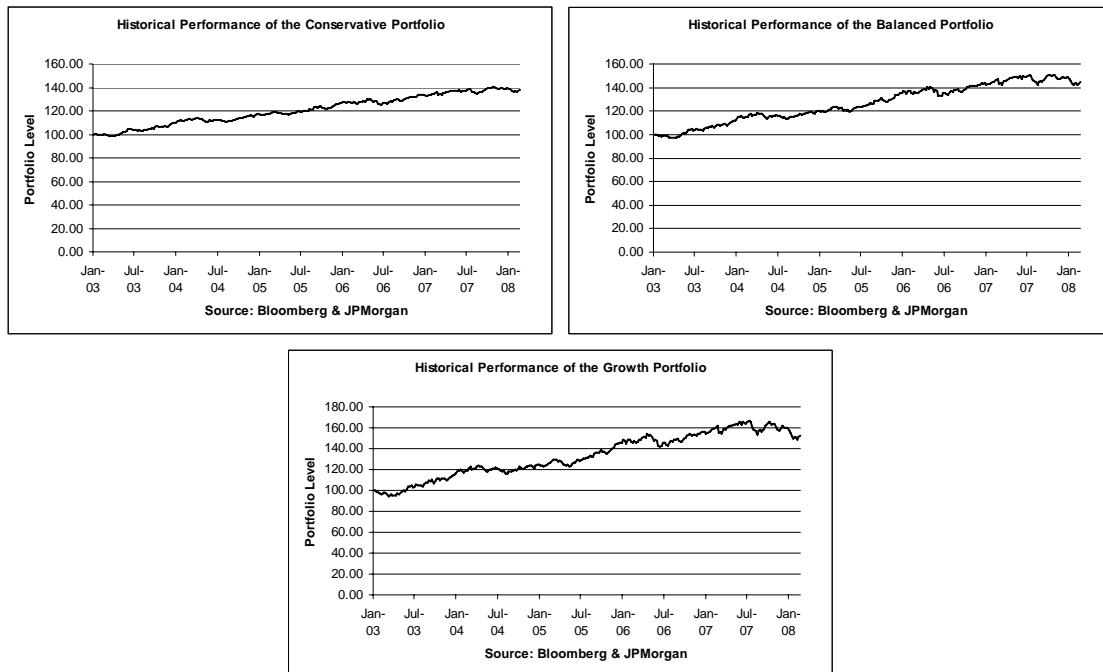 Historical Performance of the Conservative Portfolio
160.00
140.00
120.00
100.00
80.00
60.00
40.00
20.00
0.00
Portfolio Level
Jan-03 Jul-03 Jan-04 Jul-04 Jan-05 Jul-05 Jan-06 Jul-06 Jan-07 Jul-07 Jan-08
Source: Bloomberg & JPMorgan
Historical Performance of the Balanced Portfolio
160.00
140.00
120.00
100.00
80.00
60.00
40.00
20.00
0.00
Portfolio Level
Jan-03 Jul-03 Jan-04 Jul-04 Jan-05 Jul-05 Jan-06 Jul-06 Jan-07 Jul-07 Jan-08
Source: Bloomberg & JPMorgan
Historical Performance of the Growth Portfolio
180.00
160.00
140.00
120.00
100.00
80.00
60.00
40.00
20.00
0.00
Portfolio Level
Jan-03 Jul-03 Jan-04 Jul-04 Jan-05 Jul-05 Jan-06 Jul-06 Jan-07 Jul-07 Jan-08
Source: Bloomberg & JPMorgan